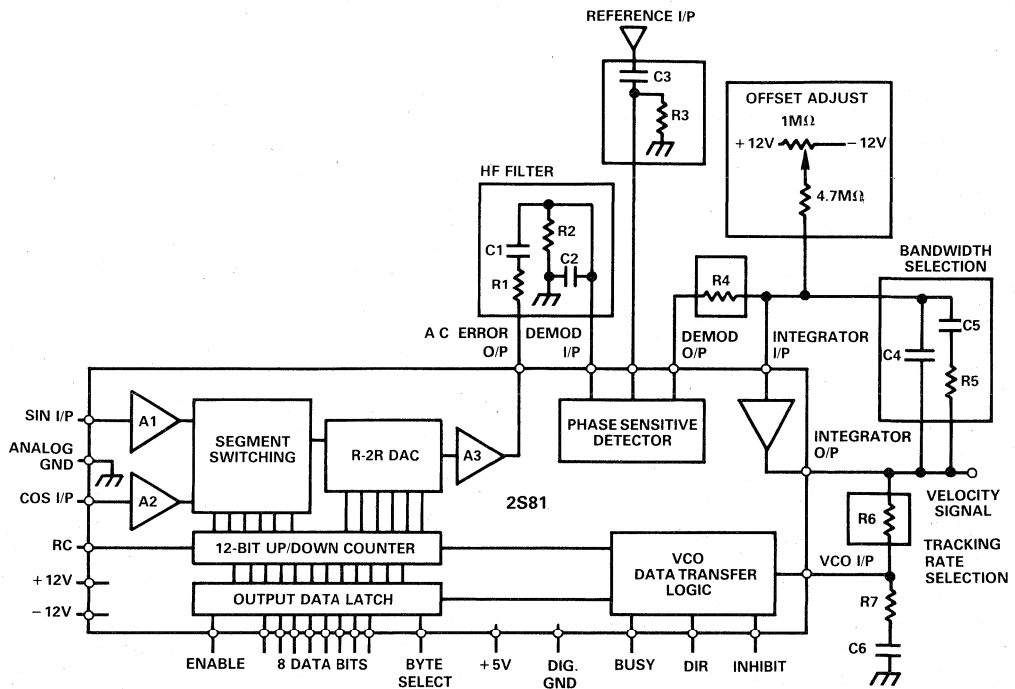 REFERENCE I/P
C3
R3
OFFSET ADJUST
1MΩ
+12V
−12V
4.7MΩ
HF FILTER
R2
C1
C2
R1
BANDWIDTH
SELECTION
R4
C5
C4
R5
A C ERROR
O/P
DEMOD
I/P
DEMOD
O/P
INTEGRATOR
I/P
SIN I/P
A1
ANALOG
GND
COS I/P
A2
SEGMENT
SWITCHING
R-2R DAC
A3
PHASE SENSITIVE
DETECTOR
INTEGRATOR
O/P
2S81
VELOCITY
SIGNAL
R6
TRACKING
RATE
SELECTION
RC
12-BIT UP/DOWN COUNTER
VCO
DATA TRANSFER
LOGIC
VCO I/P
+12V
−12V
OUTPUT DATA LATCH
R7
C6
ENABLE
8 DATA BITS
BYTE
SELECT
+5V
DIG.
GND
BUSY
DIR
INHIBIT